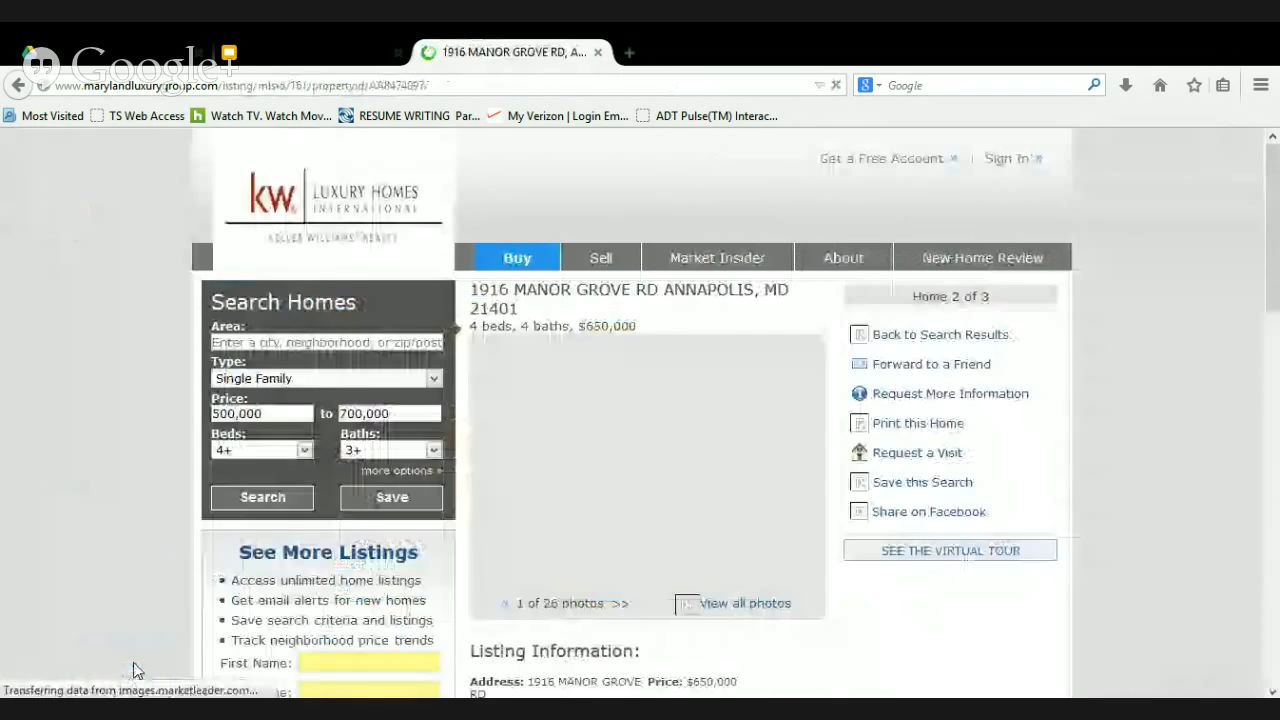 Google+
1916 MANOR GROVE RD, A...
Google
Most Visited
TS Web Access
Watch TV. Watch Mov...
RESUME WRITING Par...
My Verizon | Login Em...
ADT Pulse(TM) Interac...
Get a Free Account »
Sign In »
kw
LUXURY HOMES
INTERNATIONAL
KELLER WILLIAMS REALTY
Buy
Sell
Market Insider
About
New Home Review
Search Homes
Area:
Enter a city, neighborhood, or zip/post
Type:
Single Family
Price:
500,000 to 700,000
Beds: Baths:
4+ 3+
more options »
Search Save
See More Listings
▪ Access unlimited home listings
▪ Get email alerts for new homes
▪ Save search criteria and listings
▪ Track neighborhood price trends
First Name:
1916 MANOR GROVE RD ANNAPOLIS, MD
21401
4 beds, 4 baths, $650,000
1 of 26 photos >>
View all photos
Listing Information:
Address: 1916 MANOR GROVE Price: $650,000
RD
Home 2 of 3
Back to Search Results
Forward to a Friend
Request More Information
Print this Home
Request a Visit
Save this Search
Share on Facebook
SEE THE VIRTUAL TOUR
Transferring data from images.marketleader.com...